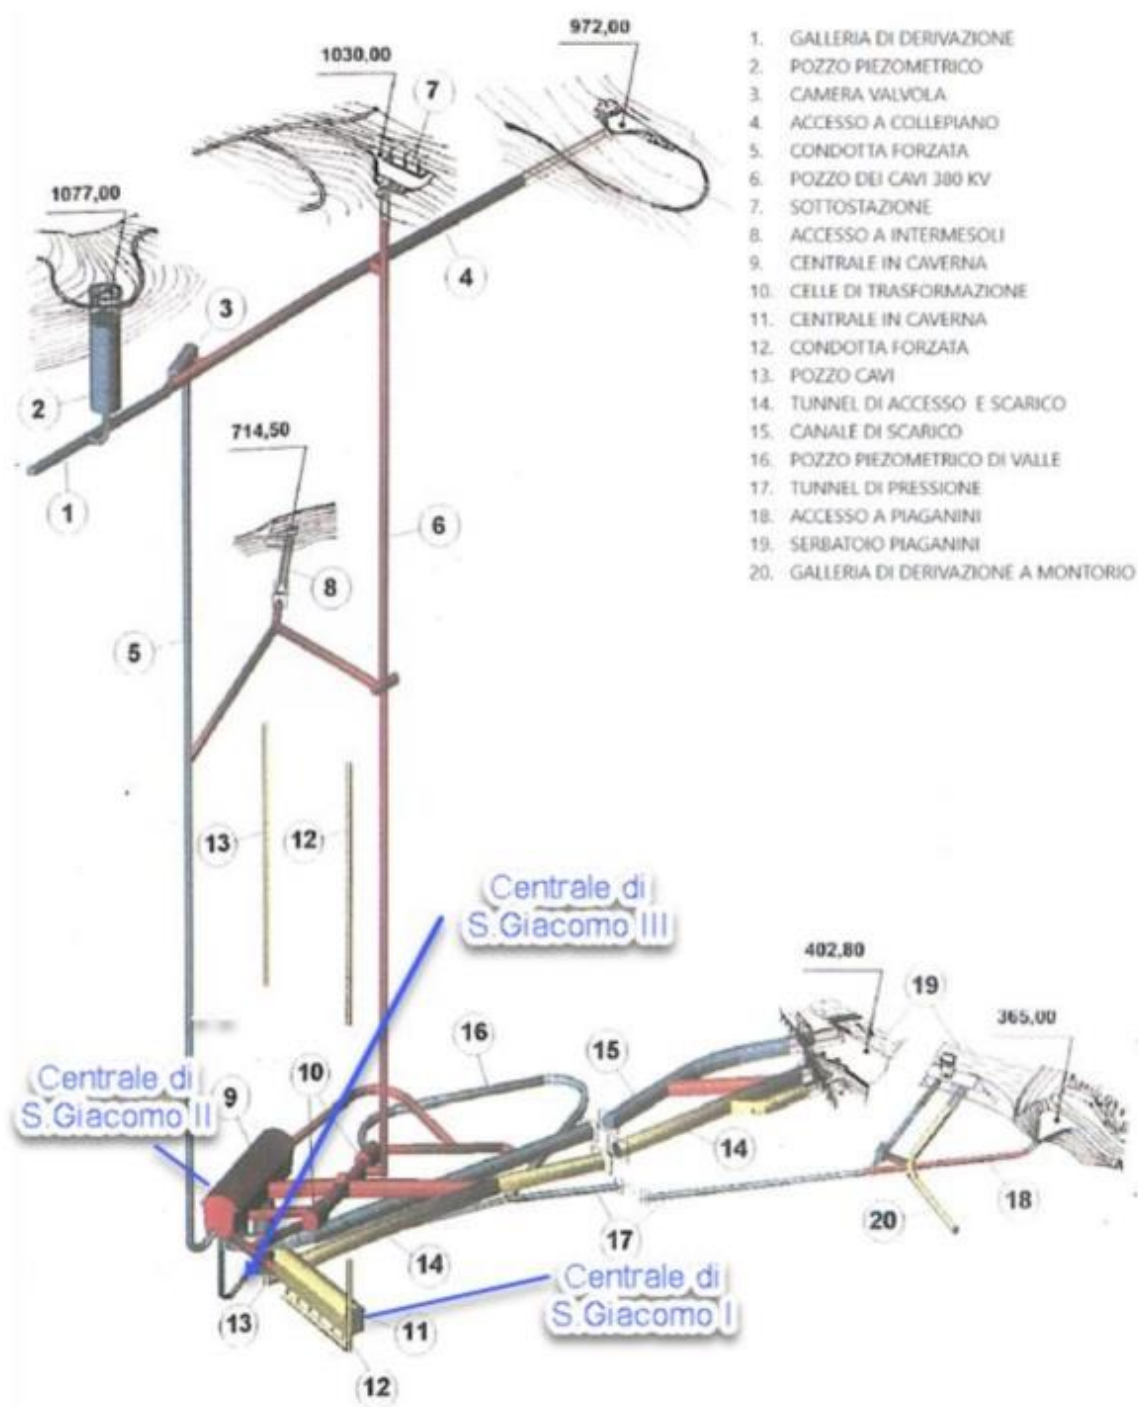 972,00
1030,00
7
1077,00
4
3
2
1
714,50
6
8
5
13
12
Centrale di
S.Giacomo III
402,80
19
365,00
16
15
Centrale di
S.Giacomo II
9
10
14
18
20
17
14
Centrale di
S.Giacomo I
13
11
12
1. GALLERIA DI DERIVAZIONE
2. POZZO PIEZOMETRICO
3. CAMERA VALVOLA
4. ACCESSO A COLLEPIANO
5. CONDOTTA FORZATA
6. POZZO DEI CAVI 380 KV
7. SOTTOSTAZIONE
8. ACCESSO A INTERMESOLI
9. CENTRALE IN CAVERNA
10. CELLE DI TRASFORMAZIONE
11. CENTRALE IN CAVERNA
12. CONDOTTA FORZATA
13. POZZO CAVI
14. TUNNEL DI ACCESSO E SCARICO
15. CANALE DI SCARICO
16. POZZO PIEZOMETRICO DI VALLE
17. TUNNEL DI PRESSIONE
18. ACCESSO A PIAGANINI
19. SERBATOIO PIAGANINI
20. GALLERIA DI DERIVAZIONE A MONTORIO